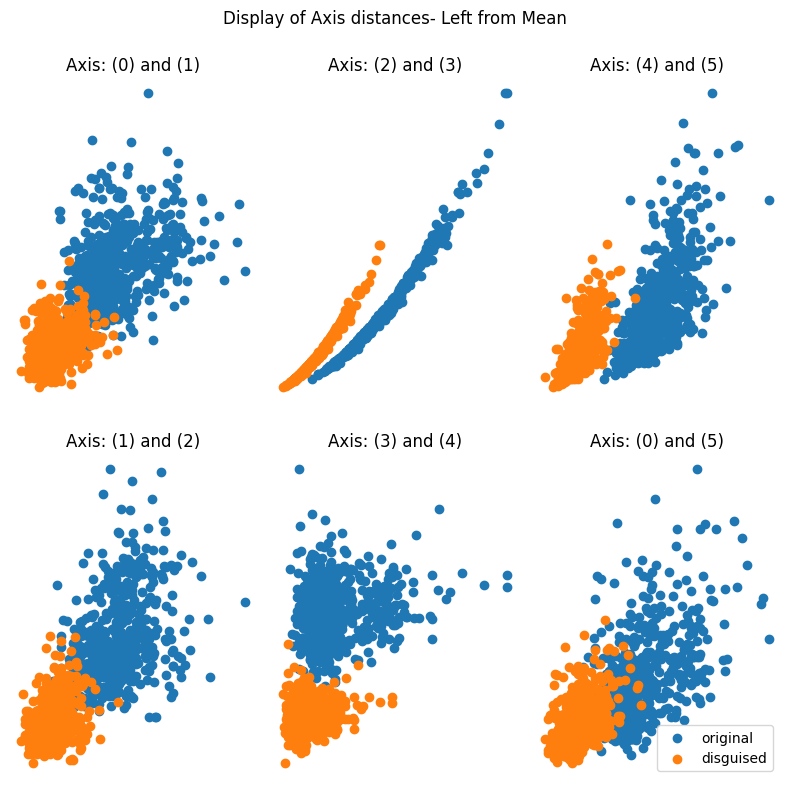 Display of Axis distances- Left from Mean
Axis: (0) and (1)
Axis: (2) and (3)
Axis: (4) and (5)
Axis: (1) and (2)
Axis: (3) and (4)
Axis: (0) and (5)
original
disguised